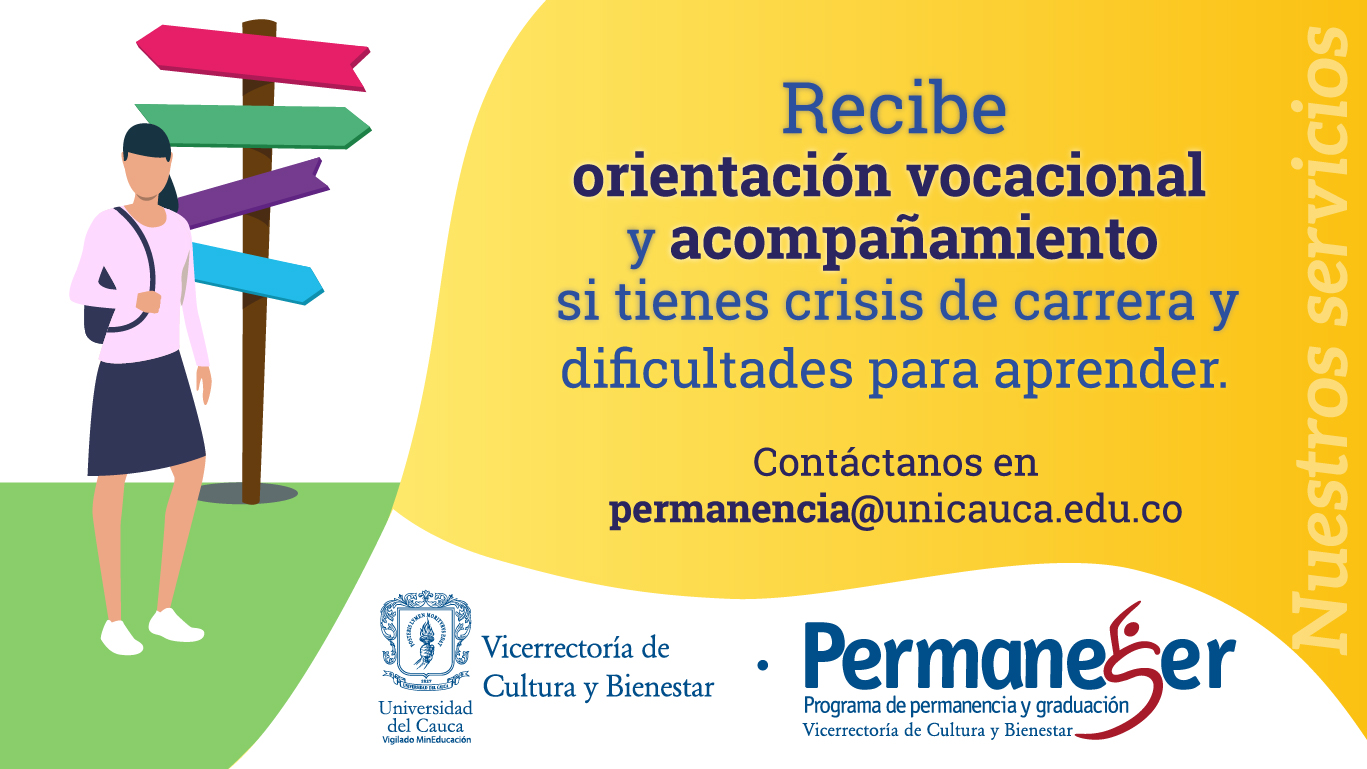 Recibe
orientación vocacional
y acompañamiento
si tienes crisis de carrera y
dificultades para aprender.
Contáctanos en
permanencia@unicauca.edu.co
Nuestros servicios
Universidad
del Cauca
Vigilado MinEducación
Vicerrectoría de
Cultura y Bienestar
PermaneSer
Programa de permanencia y graduación
Vicerrectoría de Cultura y Bienestar